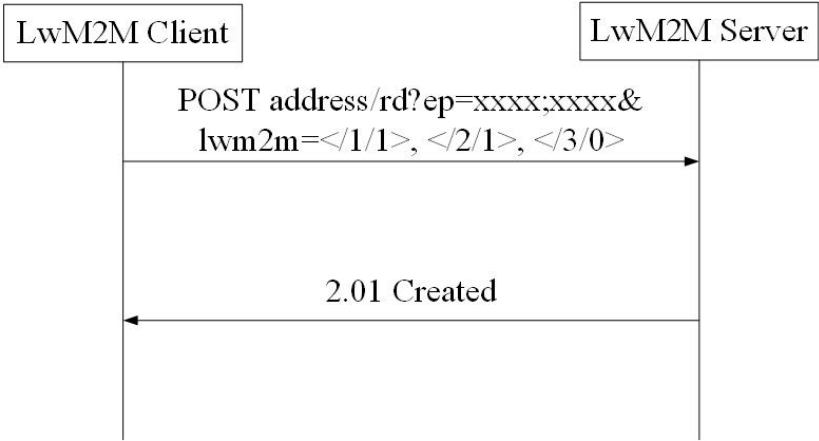 LwM2M Client
LwM2M Server
POST address/rd?ep=xxxx;xxxx&
lwm2m=</1/1>, </2/1>, </3/0>
2.01 Created